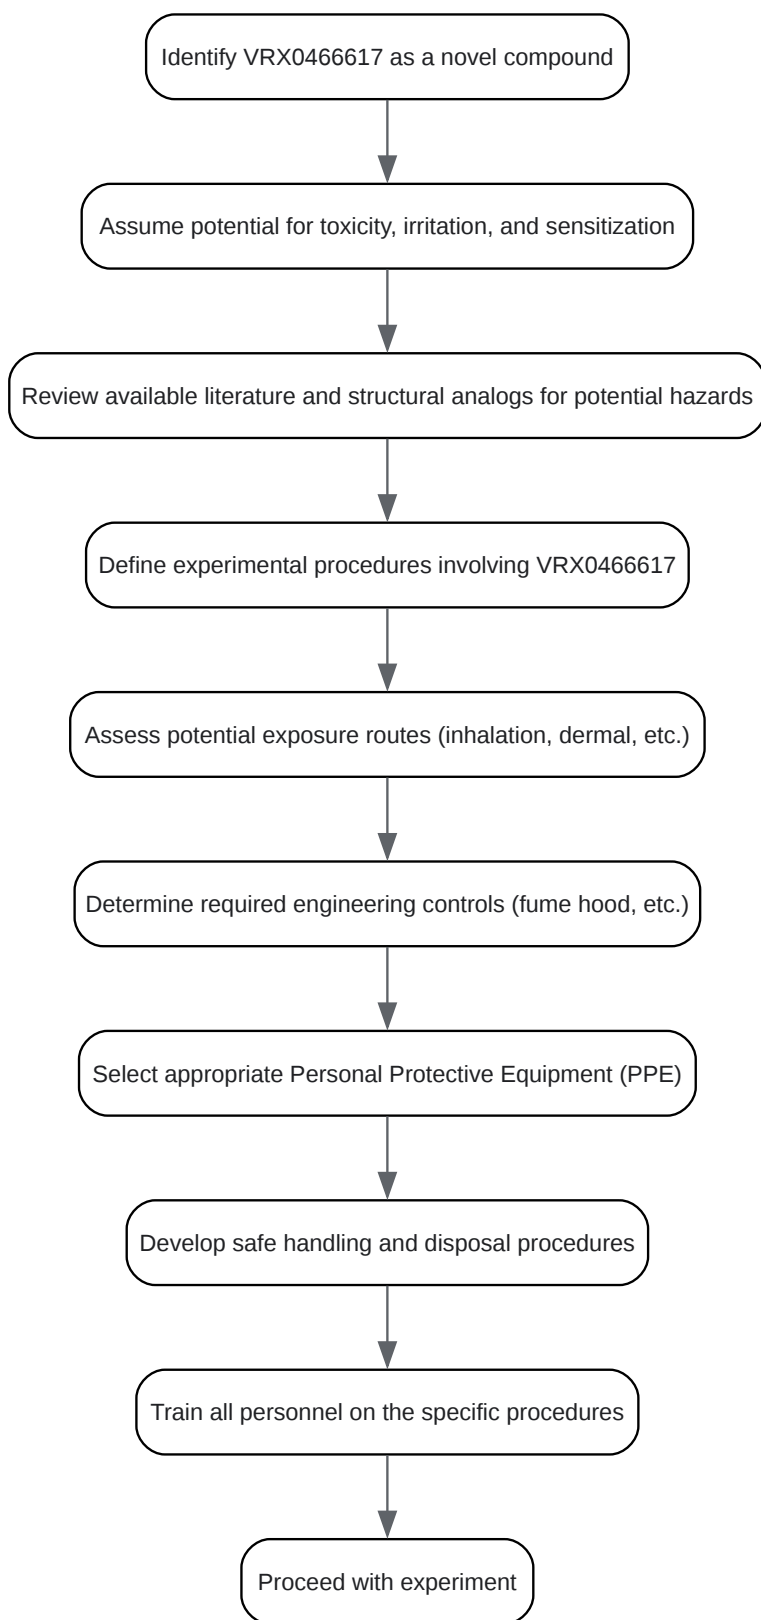 Identify VRX0466617 as a novel compound
Assume potential for toxicity, irritation, and sensitization
Review available literature and structural analogs for potential hazards
Define experimental procedures involving VRX0466617
Assess potential exposure routes (inhalation, dermal, etc.)
Determine required engineering controls (fume hood, etc.)
Select appropriate Personal Protective Equipment (PPE)
Develop safe handling and disposal procedures
Train all personnel on the specific procedures
Proceed with experiment